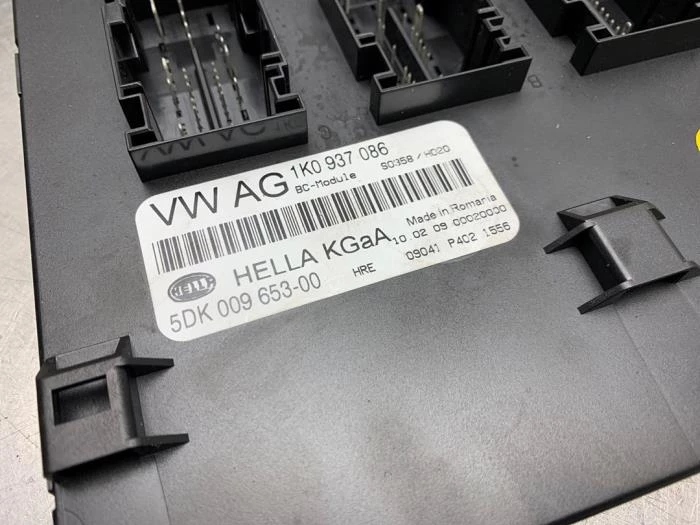 VW AG 1K0 937 086
BC-Module S0358 / H020
HELLA KGaA Made in Romania
10 02 09 00020000
HELLA HRE 09041 P4C2 1556
5DK 009 653-00
B